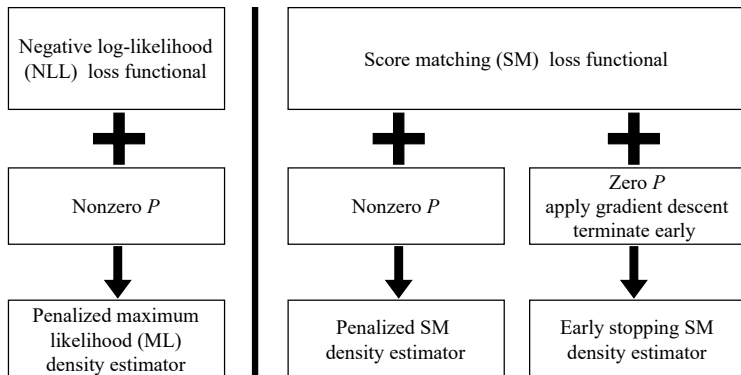 Negative log-likelihood
(NLL) loss functional
Score matching (SM) loss functional
Nonzero P
Nonzero P
Zero P
apply gradient descent
terminate early
Penalized maximum
likelihood (ML)
density estimator
Penalized SM
density estimator
Early stopping SM
density estimator